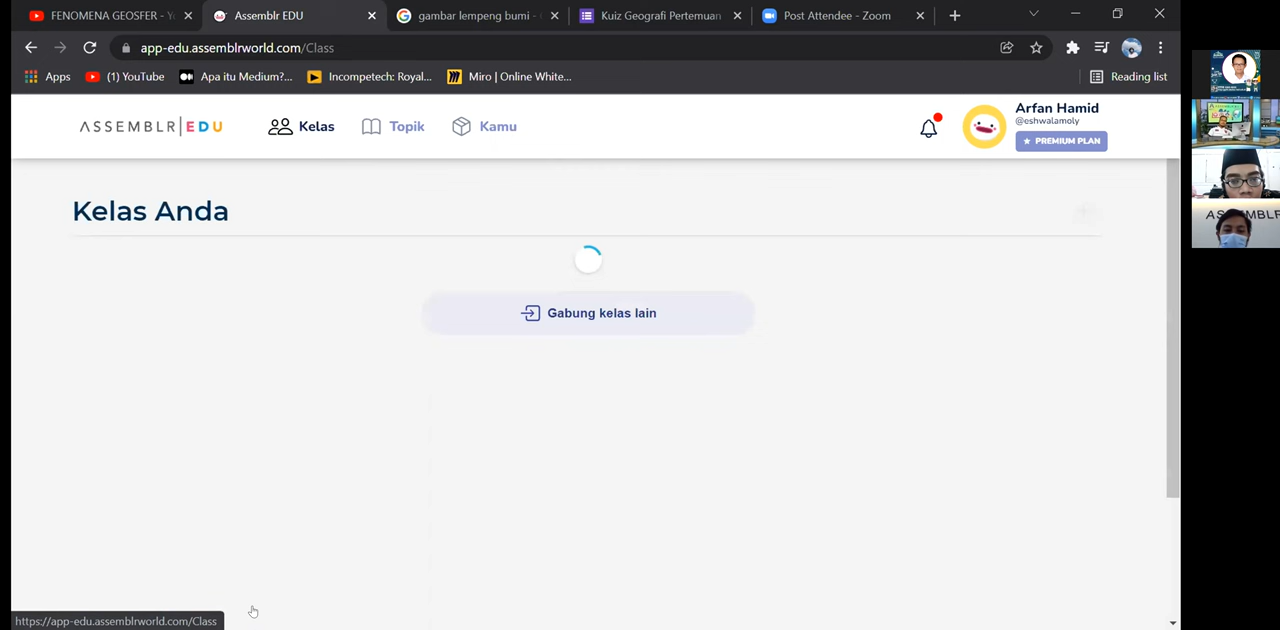 FENOMENA GEOSFER - Y
Assemblr EDU
gambar lempeng bumi -
Kuiz Geografi Pertemuan
Post Attendee - Zoom
app-edu.assemblrworld.com/Class
Apps
(1) YouTube
Apa itu Medium?...
Incompetech: Royal...
Miro | Online White...
Reading list
ASSEMBLR|EDU
Kelas
Topik
Kamu
Arfan Hamid
@eshwalamoly
PREMIUM PLAN
Kelas Anda
Gabung kelas lain
https://app-edu.assemblrworld.com/Class